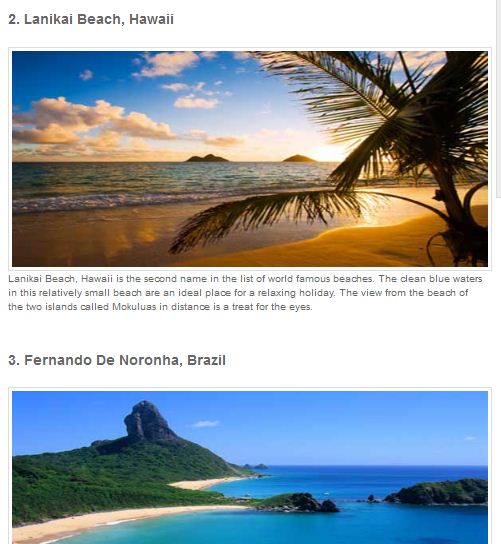 2. Lanikai Beach, Hawaii
Lanikai Beach, Hawaii is the second name in the list of world famous beaches. The clean blue waters
in this relatively small beach are an ideal place for a relaxing holiday. The view from the beach of
the two islands called Mokuluas in distance is a treat for the eyes.
3. Fernando De Noronha, Brazil